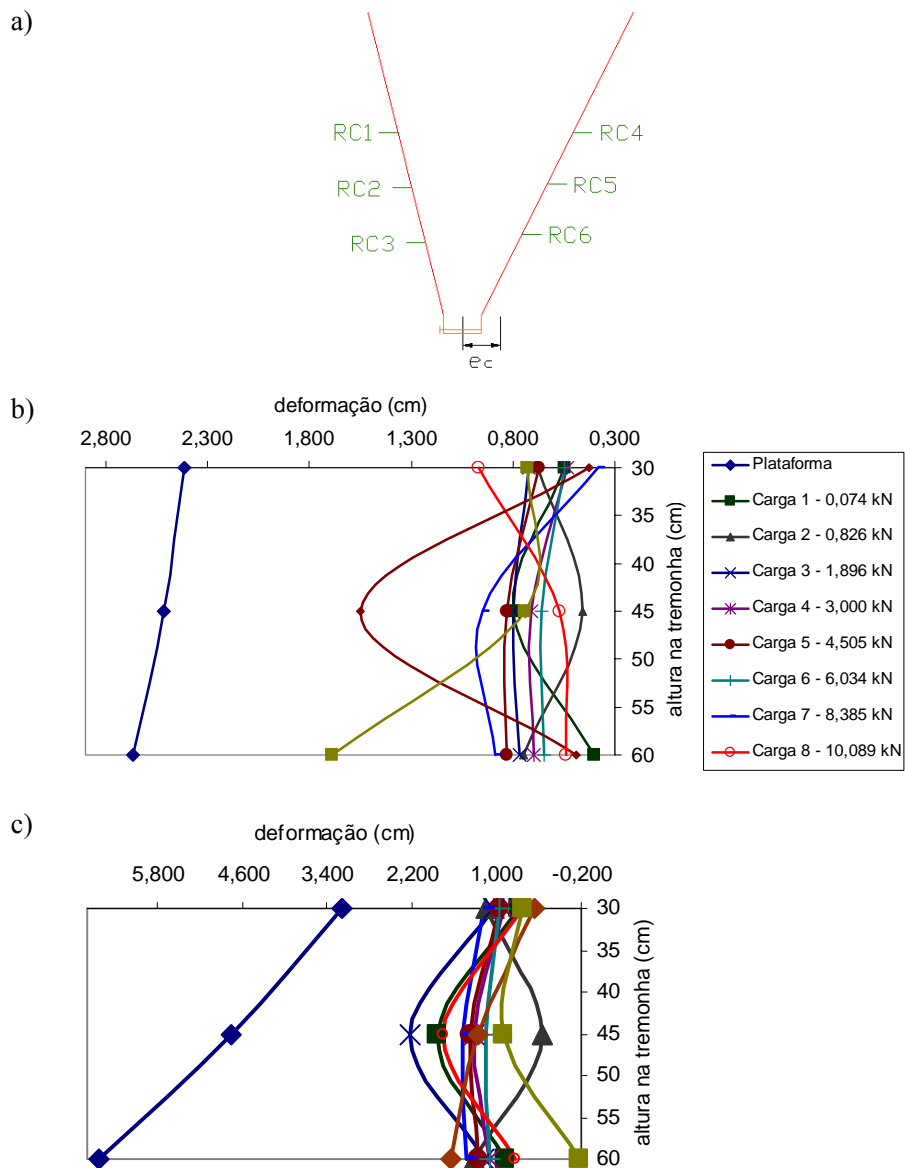 a)
RC1
RC4
RC2
RC5
RC3
RC6
ec
b)
deformação (cm)
2,800 2,300 1,800 1,300 0,800 0,300
30
35
40
45
50
55
60
altura na tremonha (cm)
Plataforma
Carga 1 - 0,074 kN
Carga 2 - 0,826 kN
Carga 3 - 1,896 kN
Carga 4 - 3,000 kN
Carga 5 - 4,505 kN
Carga 6 - 6,034 kN
Carga 7 - 8,385 kN
Carga 8 - 10,089 kN
c)
deformação (cm)
5,800 4,600 3,400 2,200 1,000 -0,200
30
35
40
45
50
55
60
altura na tremonha (cm)